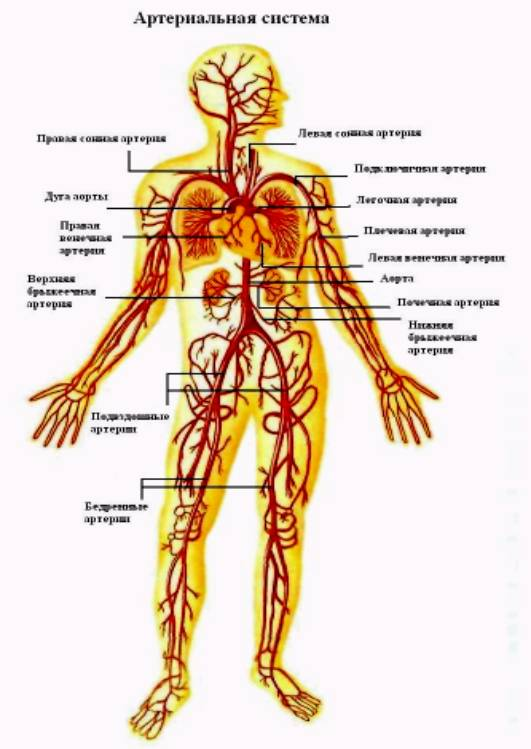 Артериальная система
Правая сонная артерия
Левая сонная артерия
Подключичная артерия
Дуга аорты
Легочная артерия
Правая
венечная
артерия
Плечевая артерия
Левая венечная артерия
Верхняя
брыжеечная
артерия
Аорта
Почечная артерия
Нижняя
брыжеечная
артерия
Подвздошные
артерии
Бедренные
артерии